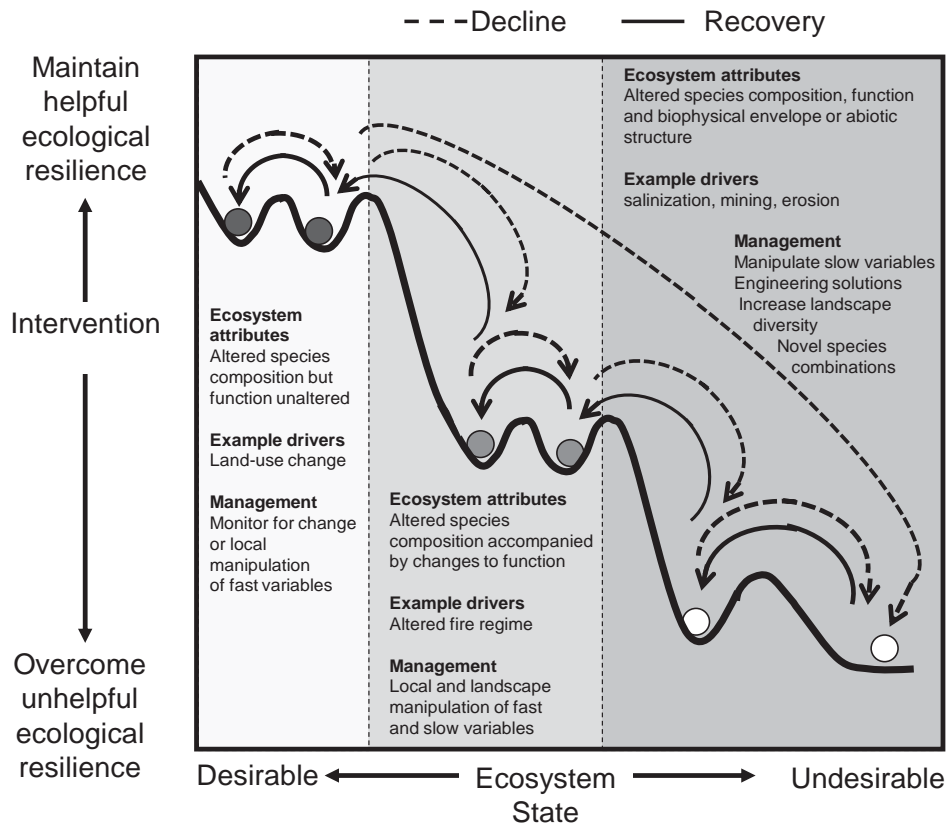 Decline
Recovery
Maintain
helpful
ecological
resilience
Intervention
Overcome
unhelpful
ecological
resilience
Ecosystem
attributes
Altered species
composition but
function unaltered
Example drivers
Land-use change
Management
Monitor for change
or local
manipulation
of fast variables
Ecosystem attributes
Altered species
composition accompanied
by changes to function
Example drivers
Altered fire regime
Management
Local and landscape
manipulation of fast
and slow variables
Ecosystem attributes
Altered species composition, function
and biophysical envelope or abiotic
structure
Example drivers
salinization, mining, erosion
Management
Manipulate slow variables
Engineering solutions
Increase landscape
diversity
Novel species
combinations
Desirable
Ecosystem
State
Undesirable